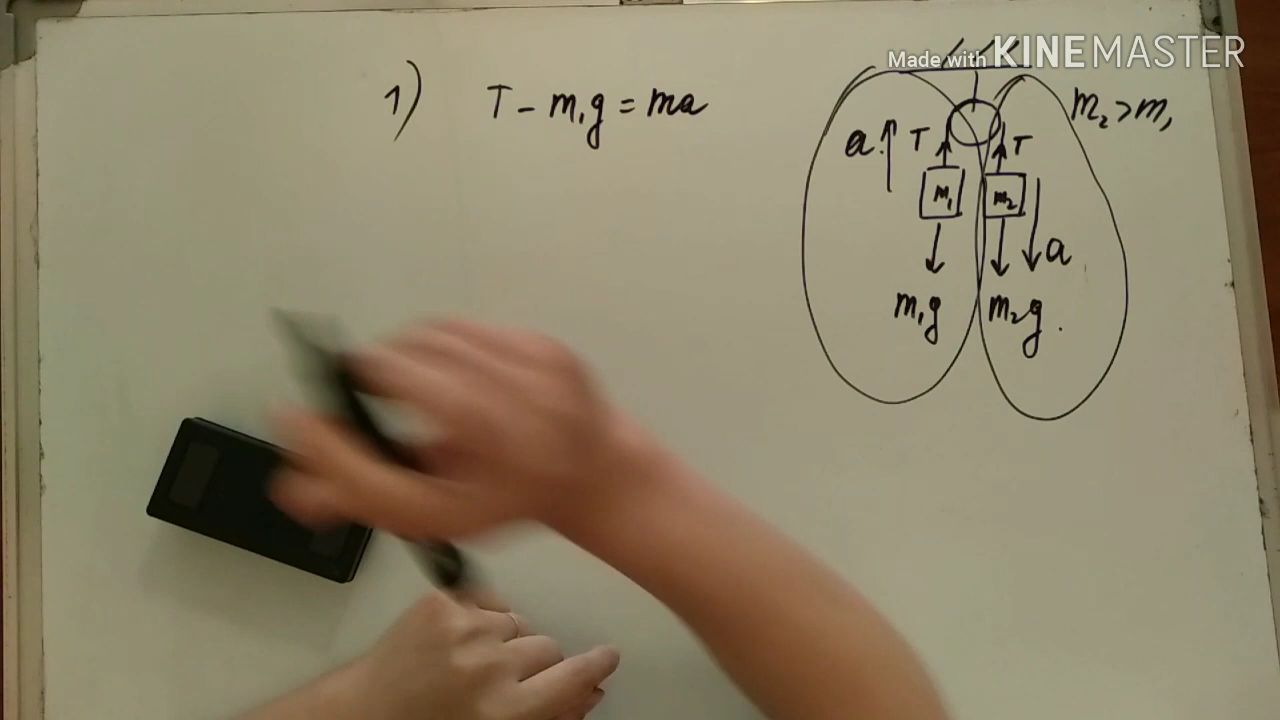 Made with KINEMASTER
1) T - m₁g = ma
m₂ > m₁
a T T
m₁ m₂
a
m₁g m₂g